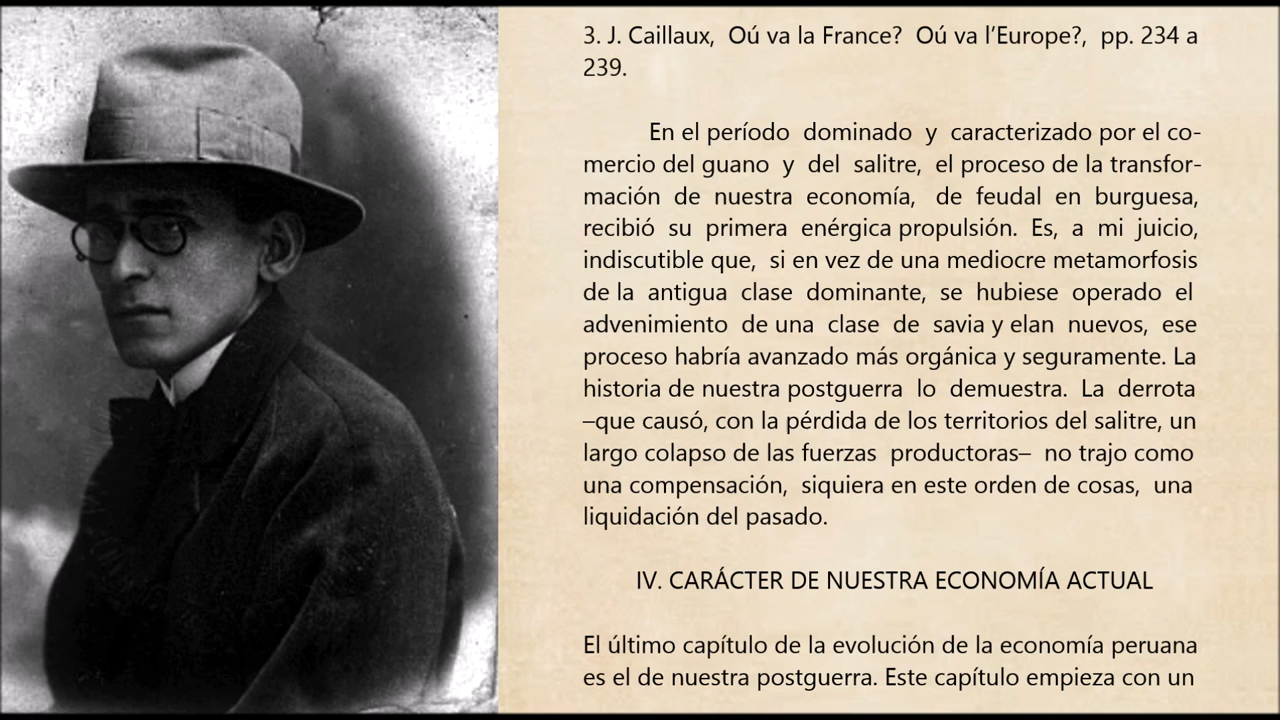 3. J. Caillaux, Oú va la France? Oú va l'Europe?, pp. 234 a
239.
En el período dominado y caracterizado por el co-
mercio del guano y del salitre, el proceso de la transfor-
mación de nuestra economía, de feudal en burguesa,
recibió su primera enérgica propulsión. Es, a mi juicio,
indiscutible que, si en vez de una mediocre metamorfosis
de la antigua clase dominante, se hubiese operado el
advenimiento de una clase de savia y elan nuevos, ese
proceso habría avanzado más orgánica y seguramente. La
historia de nuestra postguerra lo demuestra. La derrota
–que causó, con la pérdida de los territorios del salitre, un
largo colapso de las fuerzas productoras– no trajo como
una compensación, siquiera en este orden de cosas, una
liquidación del pasado.
IV. CARÁCTER DE NUESTRA ECONOMÍA ACTUAL
El último capítulo de la evolución de la economía peruana
es el de nuestra postguerra. Este capítulo empieza con un